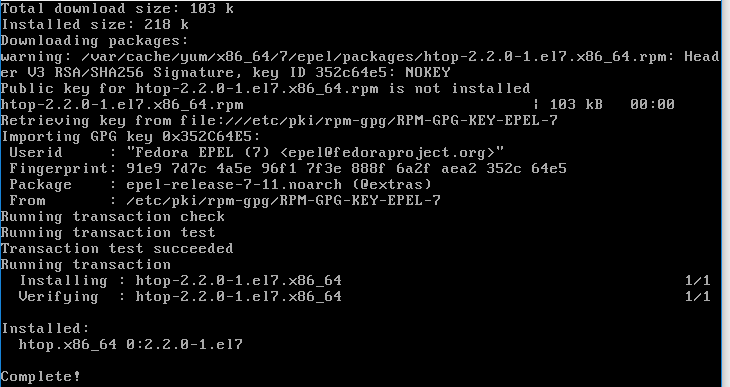 Total download size: 103 k
Installed size: 218 k
Downloading packages:
warning: /var/cache/yum/x86_64/7/epel/packages/htop-2.2.0-1.el7.x86_64.rpm: Head
er V3 RSA/SHA256 Signature, key ID 352c64e5: NOKEY
Public key for htop-2.2.0-1.el7.x86_64.rpm is not installed
htop-2.2.0-1.el7.x86_64.rpm | 103 kB 00:00
Retrieving key from file:///etc/pki/rpm-gpg/RPM-GPG-KEY-EPEL-7
Importing GPG key 0x352C64E5:
Userid : "Fedora EPEL (7) <epel@fedoraproject.org>"
Fingerprint: 91e9 7d7c 4a5e 96f1 7f3e 888f 6a2f aea2 352c 64e5
Package : epel-release-7-11.noarch (@extras)
From : /etc/pki/rpm-gpg/RPM-GPG-KEY-EPEL-7
Running transaction check
Running transaction test
Transaction test succeeded
Running transaction
Installing : htop-2.2.0-1.el7.x86_64 1/1
Verifying : htop-2.2.0-1.el7.x86_64 1/1
Installed:
htop.x86_64 0:2.2.0-1.el7
Complete!